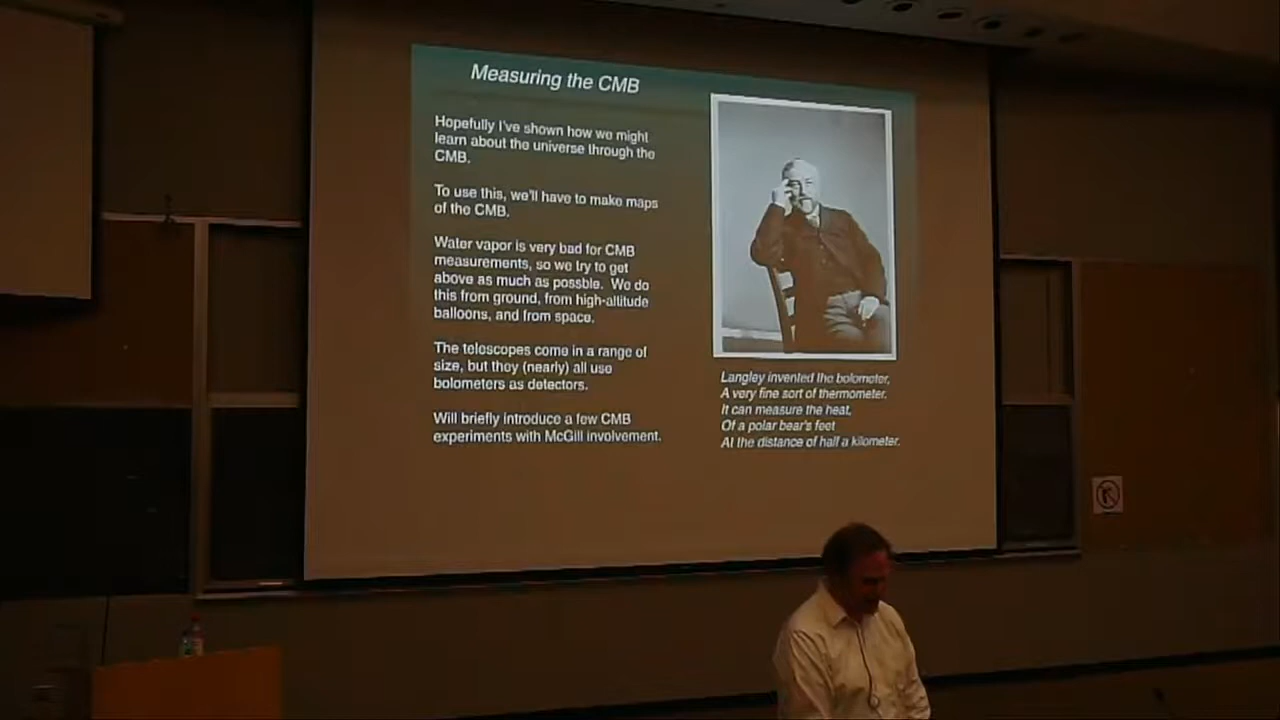 Measuring the CMB
Hopefully I've shown how we might
learn about the universe through the
CMB.
To use this, we'll have to make maps
of the CMB.
Water vapor is very bad for CMB
measurements, so we try to get
above as much as possble. We do
this from ground, from high-altitude
balloons, and from space.
The telescopes come in a range of
size, but they (nearly) all use
bolometers as detectors.
Will briefly introduce a few CMB
experiments with McGill involvement.
Langley invented the bolometer,
A very fine sort of thermometer.
It can measure the heat,
Of a polar bear's feet
At the distance of half a kilometer.